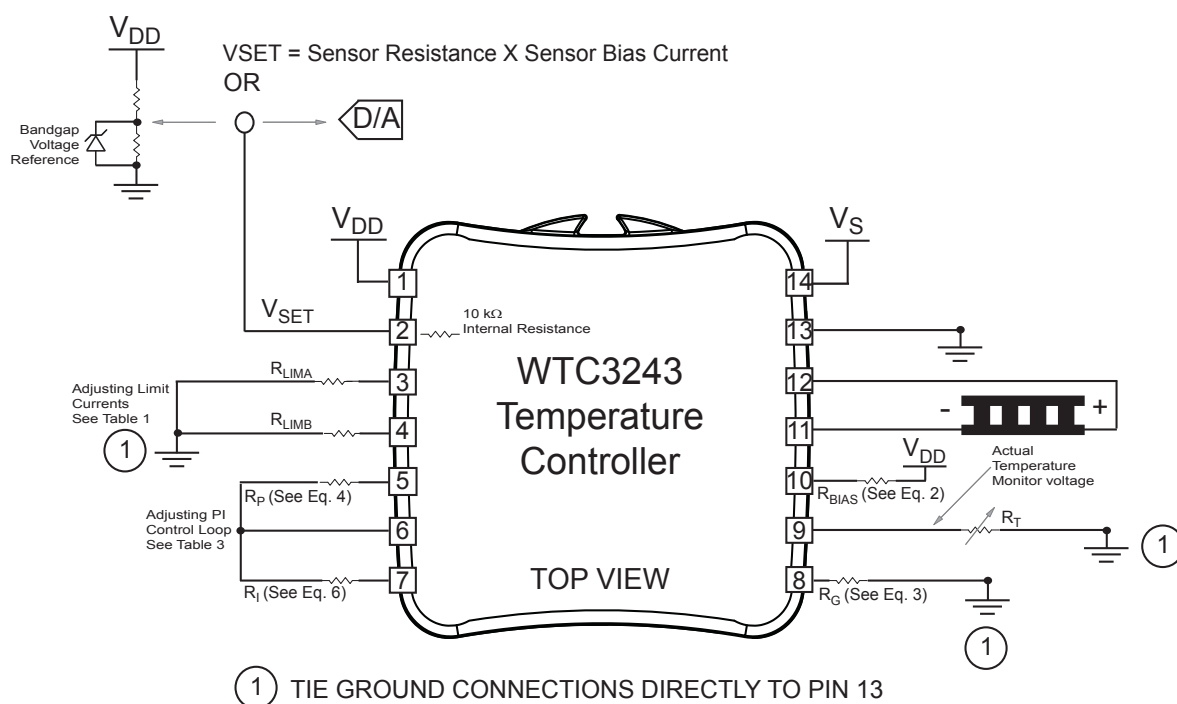 VDD
VSET = Sensor Resistance X Sensor Bias Current
OR
D/A
Bandgap
Voltage
Reference
VDD
VS
1
14
VSET
2
10 kΩ
Internal Resistance
13
WTC3243
Temperature
Controller
RLIMA
3
12
Adjusting Limit
Currents
See Table 1
1
RLIMB
4
11
-
+
Actual
Temperature
Monitor voltage
VDD
RP (See Eq. 4)
5
10
RBIAS (See Eq. 2)
Adjusting PI
Control Loop
See Table 3
6
9
RT
1
RI (See Eq. 6)
7
TOP VIEW
8
RG (See Eq. 3)
1
1 TIE GROUND CONNECTIONS DIRECTLY TO PIN 13